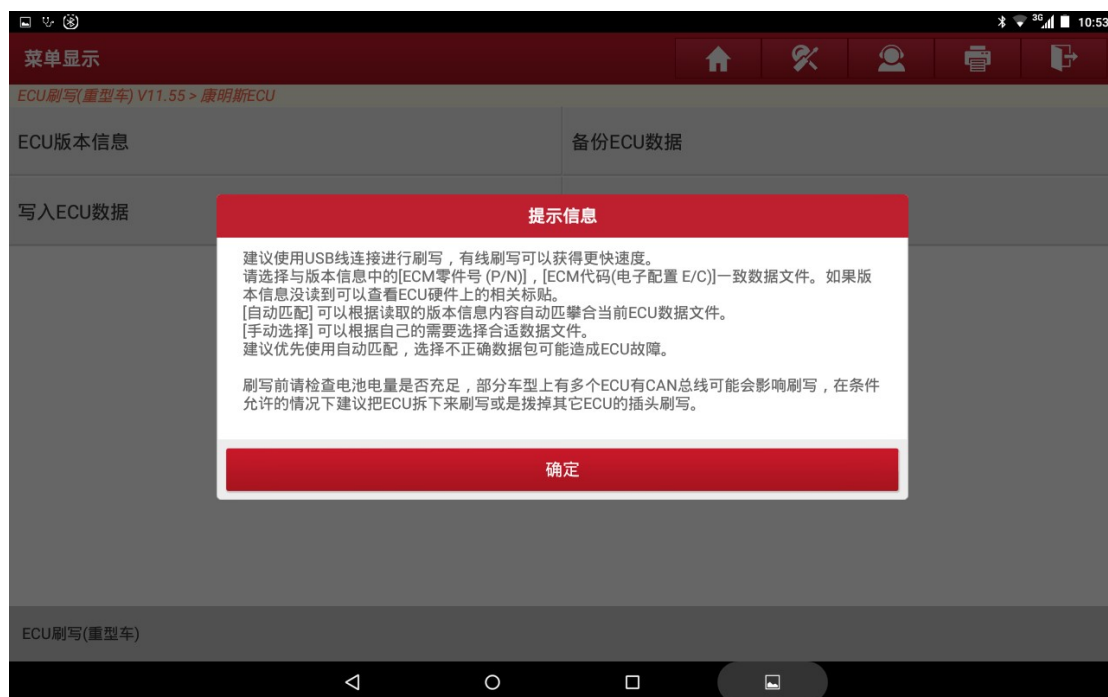 3G 10:53
菜单显示
ECU刷写(重型车) V11.55 > 康明斯ECU
ECU版本信息
备份ECU数据
写入ECU数据
提示信息
建议使用USB线连接进行刷写，有线刷写可以获得更快速度。
请选择与版本信息中的[ECM零件号 (P/N)]，[ECM代码(电子配置 E/C)]一致数据文件。如果版
本信息没读到可以查看ECU硬件上的相关标贴。
[自动匹配] 可以根据读取的版本信息内容自动匹攀合当前ECU数据文件。
[手动选择] 可以根据自己的需要选择合适数据文件。
建议优先使用自动匹配，选择不正确数据包可能造成ECU故障。
刷写前请检查电池电量是否充足，部分车型上有多个ECU有CAN总线可能会影响刷写，在条件
允许的情况下建议把ECU拆下来刷写或是拨掉其它ECU的插头刷写。
确定
ECU刷写(重型车)